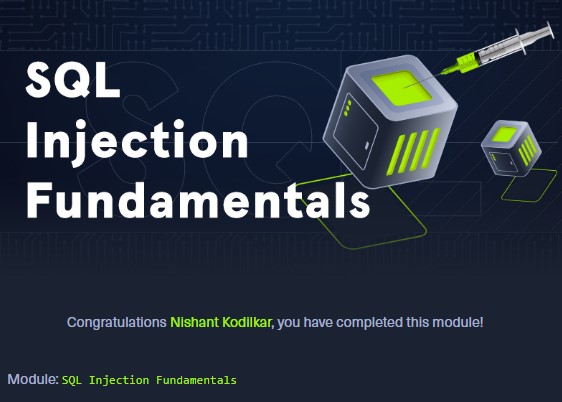 SQL
Injection
Fundamentals
Congratulations Nishant Kodilkar, you have completed this module!
Module: SQL Injection Fundamentals